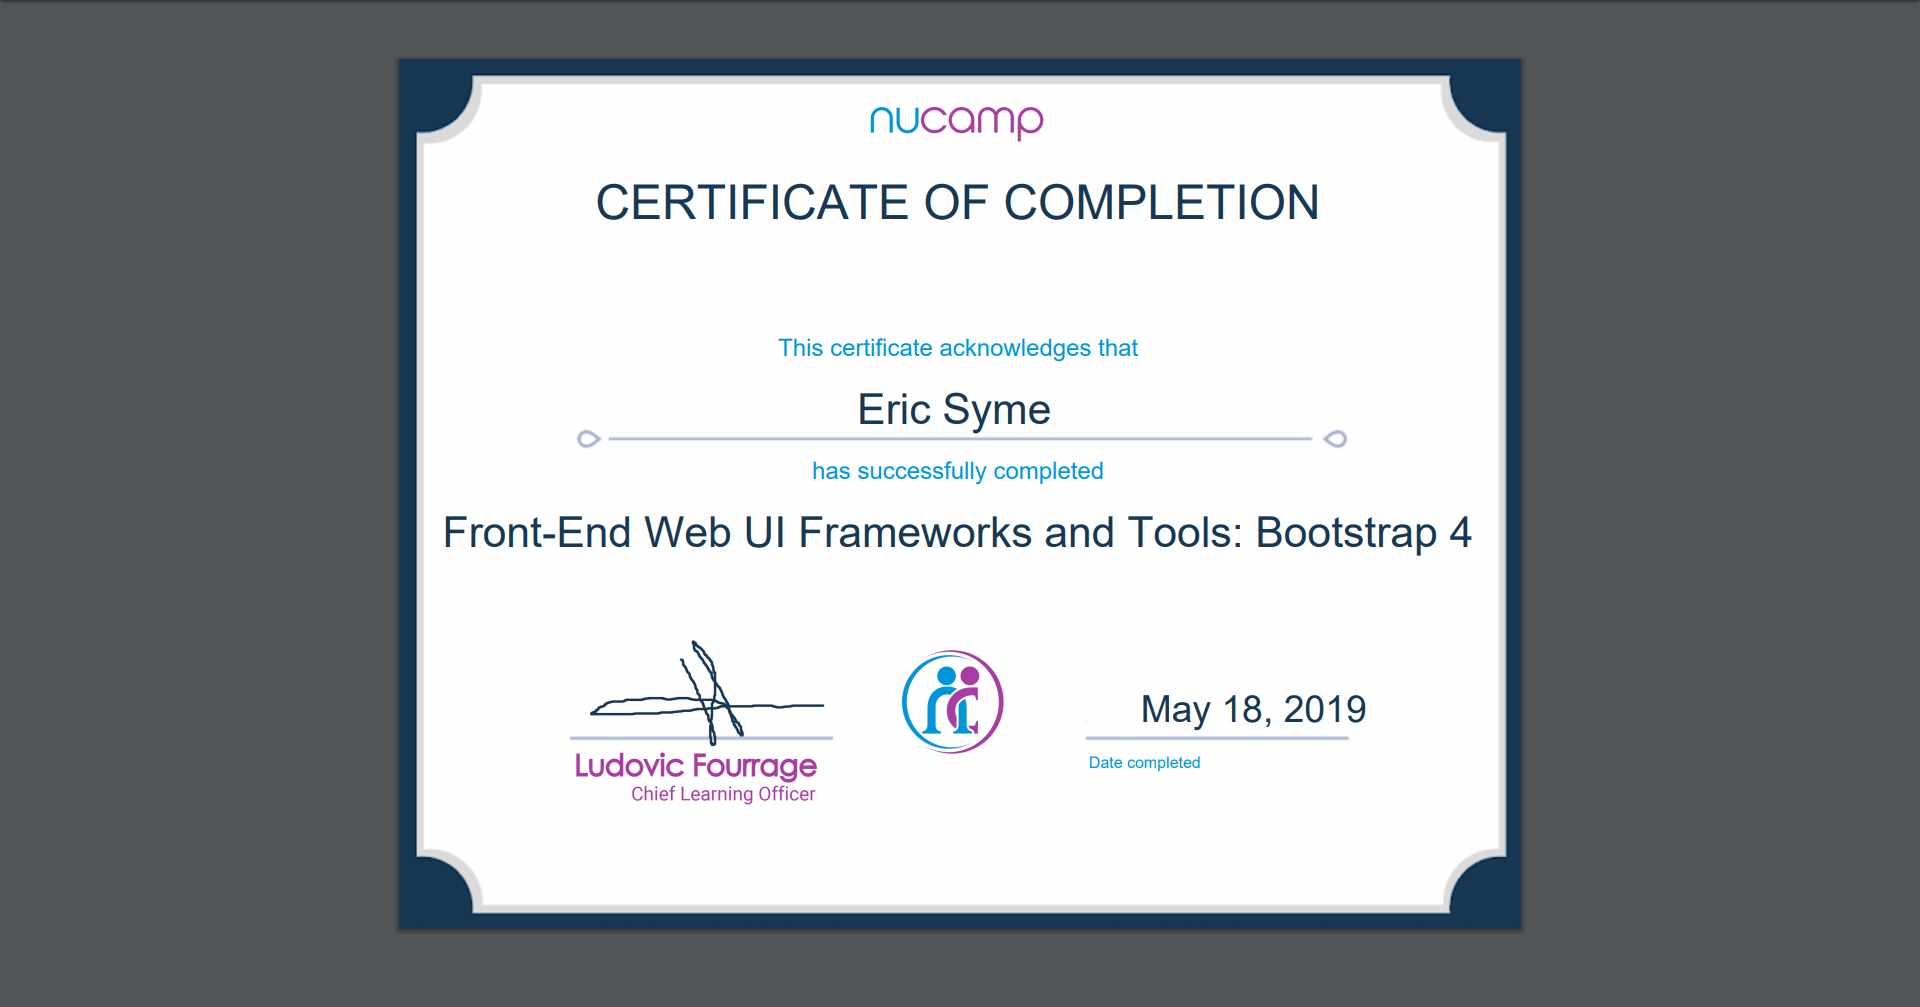 nucamp
CERTIFICATE OF COMPLETION
This certificate acknowledges that
Eric Syme
has successfully completed
Front-End Web UI Frameworks and Tools: Bootstrap 4
May 18, 2019
Ludovic Fourrage
Date completed
Chief Learning Officer